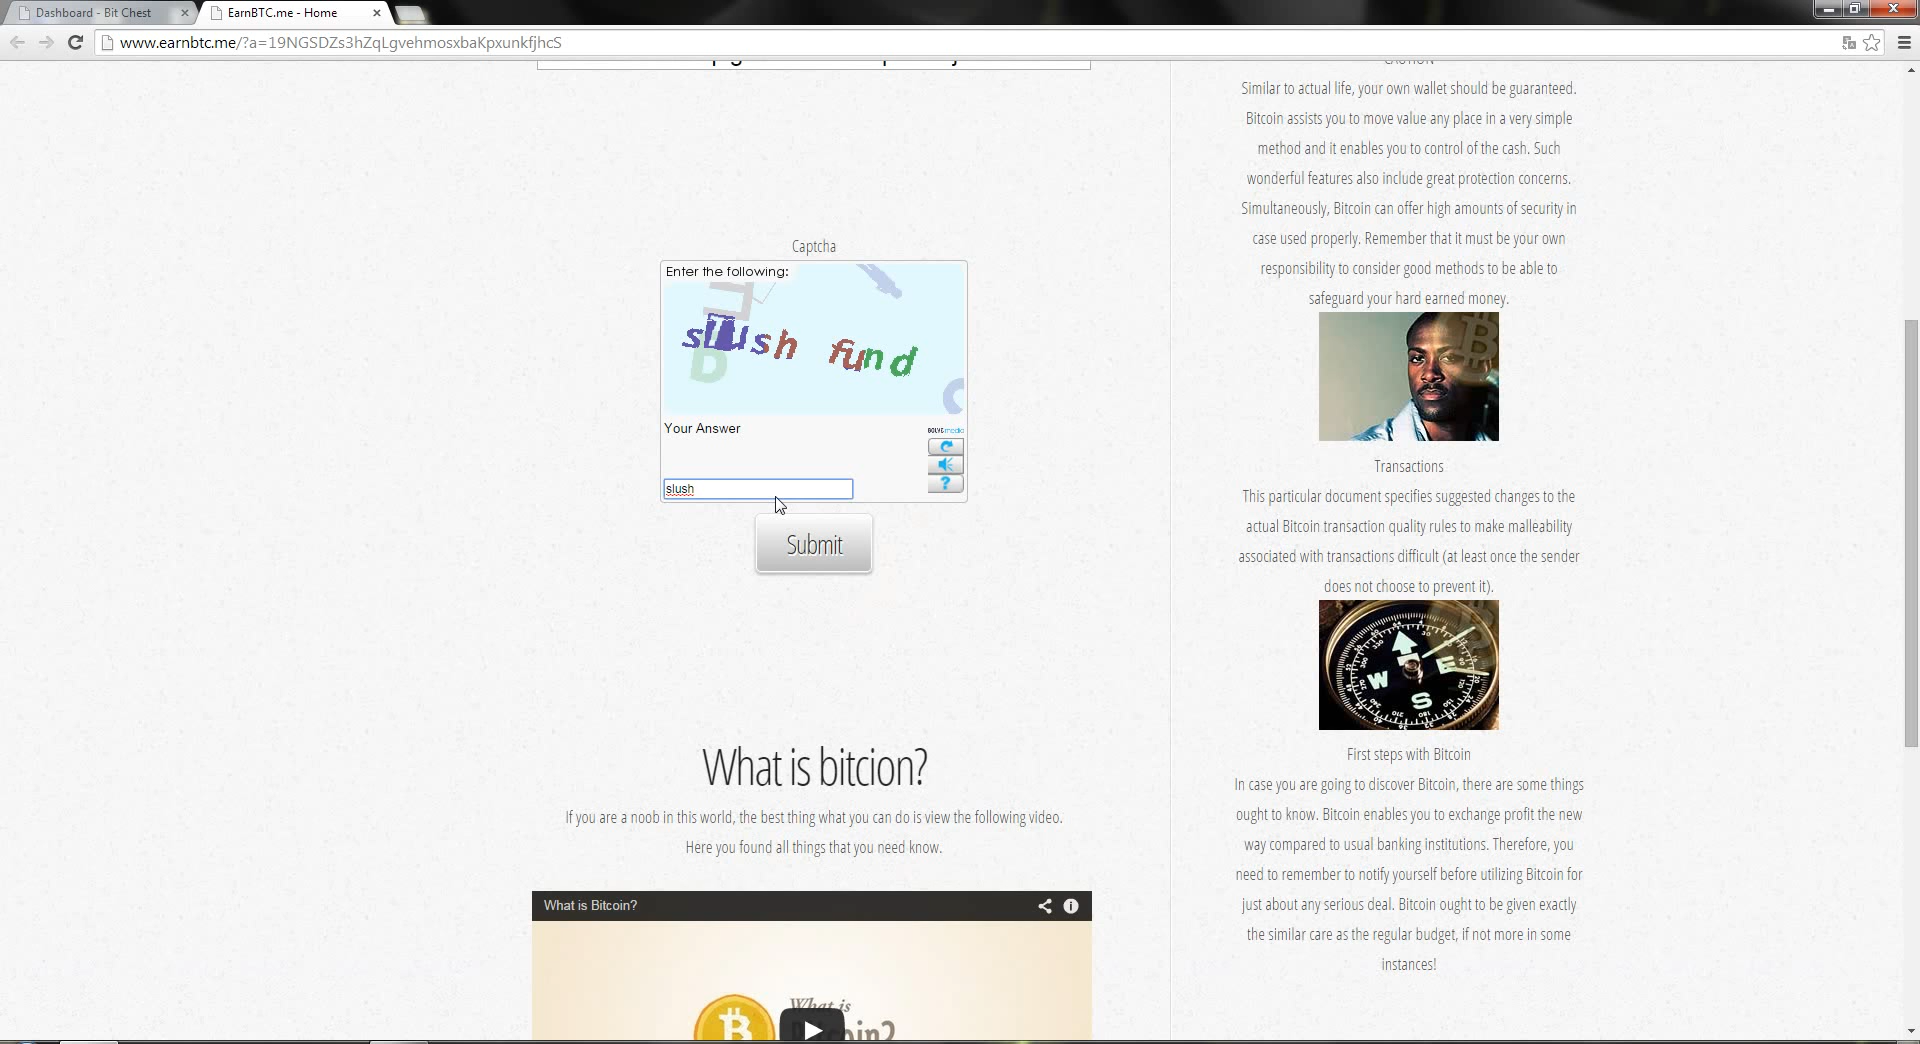 Dashboard - Bit Chest
EarnBTC.me - Home
www.earnbtc.me/?a=19NGSDZs3hZqLgvehmosxbaKpxunkfjhcS
Captcha
Enter the following:
slush fund
Your Answer
SOLVE media
?
slush
Submit
What is bitcion?
If you are a noob in this world, the best thing what you can do is view the following video.
Here you found all things that you need know.
What is Bitcoin?
What is
Bitcoin?
CAUTION
Similar to actual life, your own wallet should be guaranteed.
Bitcoin assists you to move value any place in a very simple
method and it enables you to control of the cash. Such
wonderful features also include great protection concerns.
Simultaneously, Bitcoin can offer high amounts of security in
case used properly. Remember that it must be your own
responsibility to consider good methods to be able to
safeguard your hard earned money.
Transactions
This particular document specifies suggested changes to the
actual Bitcoin transaction quality rules to make malleability
associated with transactions difficult (at least once the sender
does not choose to prevent it).
W E S
First steps with Bitcoin
In case you are going to discover Bitcoin, there are some things
ought to know. Bitcoin enables you to exchange profit the new
way compared to usual banking institutions. Therefore, you
need to remember to notify yourself before utilizing Bitcoin for
just about any serious deal. Bitcoin ought to be given exactly
the similar care as the regular budget, if not more in some
instances!